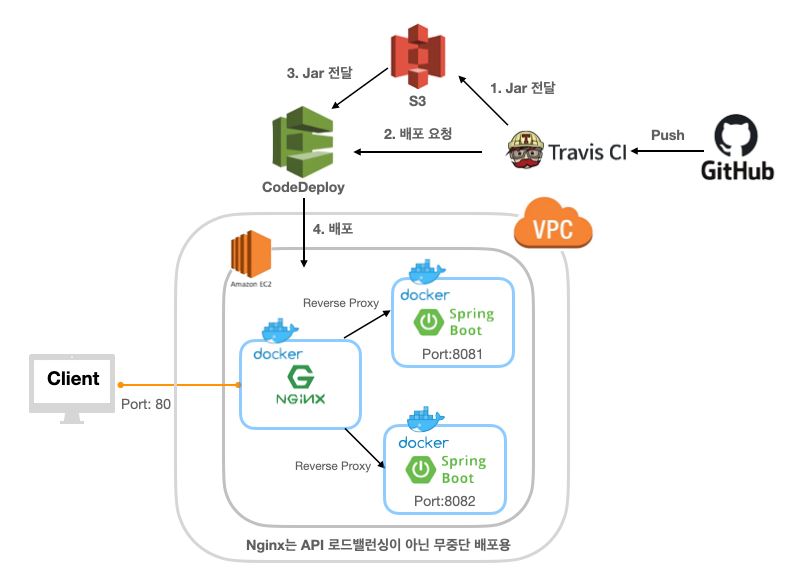 S3
3. Jar 전달
1. Jar 전달
2. 배포 요청
CodeDeploy
T
Travis CI
Push
GitHub
4. 배포
VPC
Amazon EC2
Reverse Proxy
docker
Spring
Boot
Port:8081
docker
G
NGINX
Client
Port: 80
Reverse Proxy
docker
Spring
Boot
Port:8082
Nginx는 API 로드밸런싱이 아닌 무중단 배포용